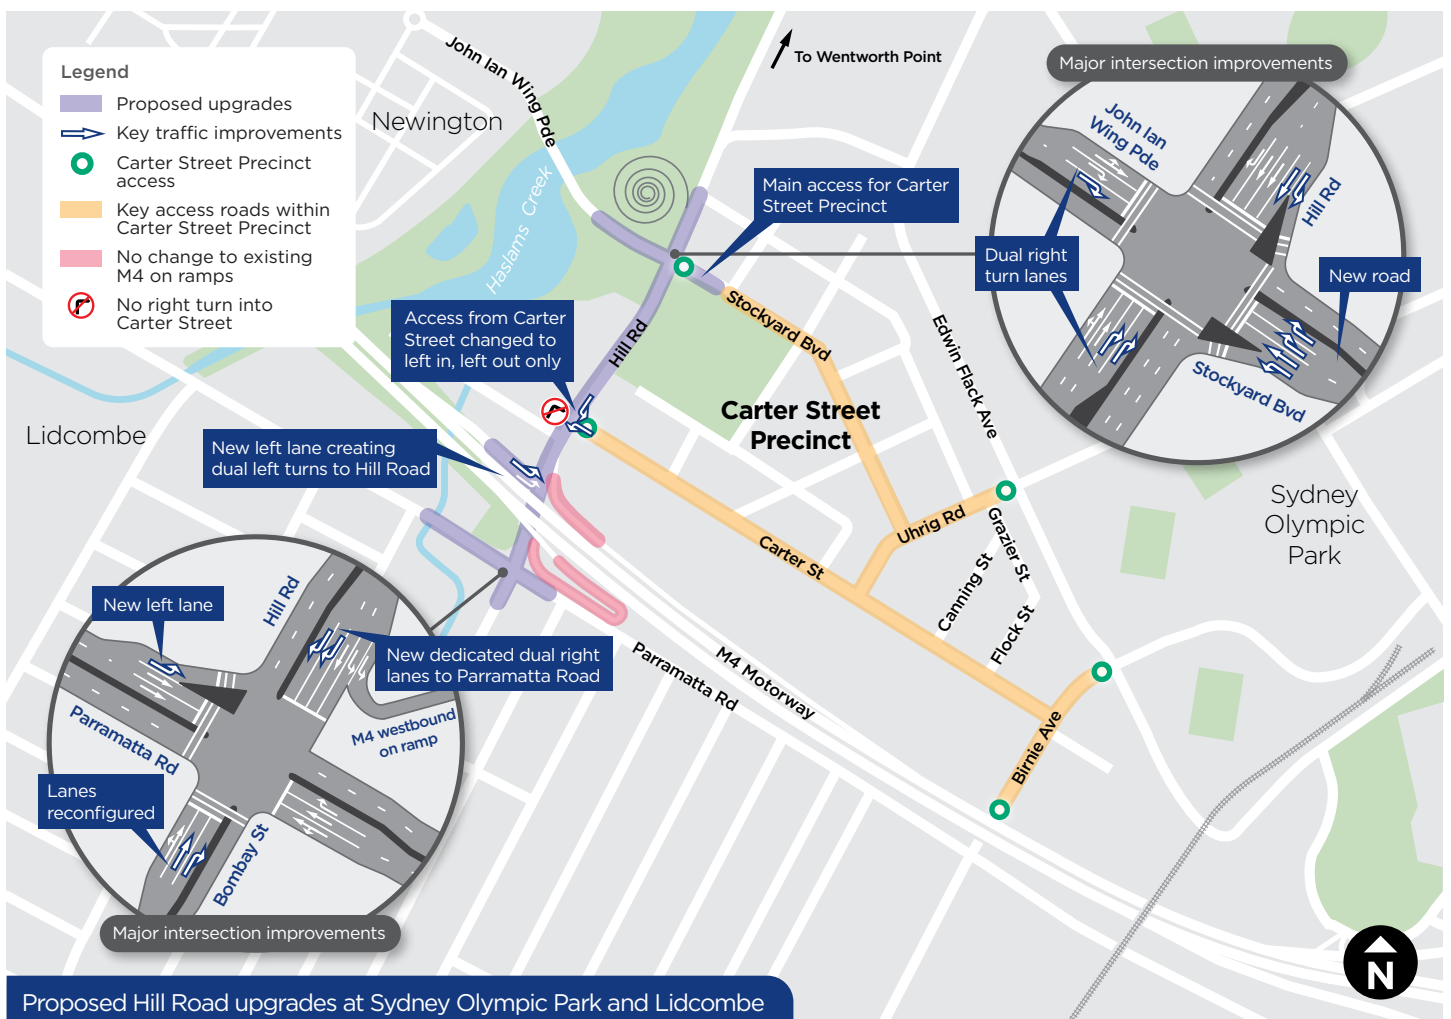 Legend
Proposed upgrades
Key traffic improvements
Carter Street Precinct
access
Key access roads within
Carter Street Precinct
No change to existing
M4 on ramps
No right turn into
Carter Street
John Ian Wing Pde
Newington
Haslams Creek
To Wentworth Point
Main access for Carter
Street Precinct
Access from Carter
Street changed to
left in, left out only
Hill Rd
Stockyard Bvd
Edwin Flack Ave
Carter Street
Precinct
Lidcombe
New left lane creating
dual left turns to Hill Road
Sydney
Olympic
Park
Uhrig Rd
Grazier St
Carter St
Canning St
Flock St
M4 Motorway
Parramatta Rd
Birnie Ave
Major intersection improvements
John Ian
Wing Pde
Hill Rd
Dual right
turn lanes
New road
Stockyard Bvd
New left lane
Hill Rd
New dedicated dual right
lanes to Parramatta Road
Parramatta Rd
M4 westbound
on ramp
Lanes
reconfigured
Bombay St
Major intersection improvements
N
Proposed Hill Road upgrades at Sydney Olympic Park and Lidcombe